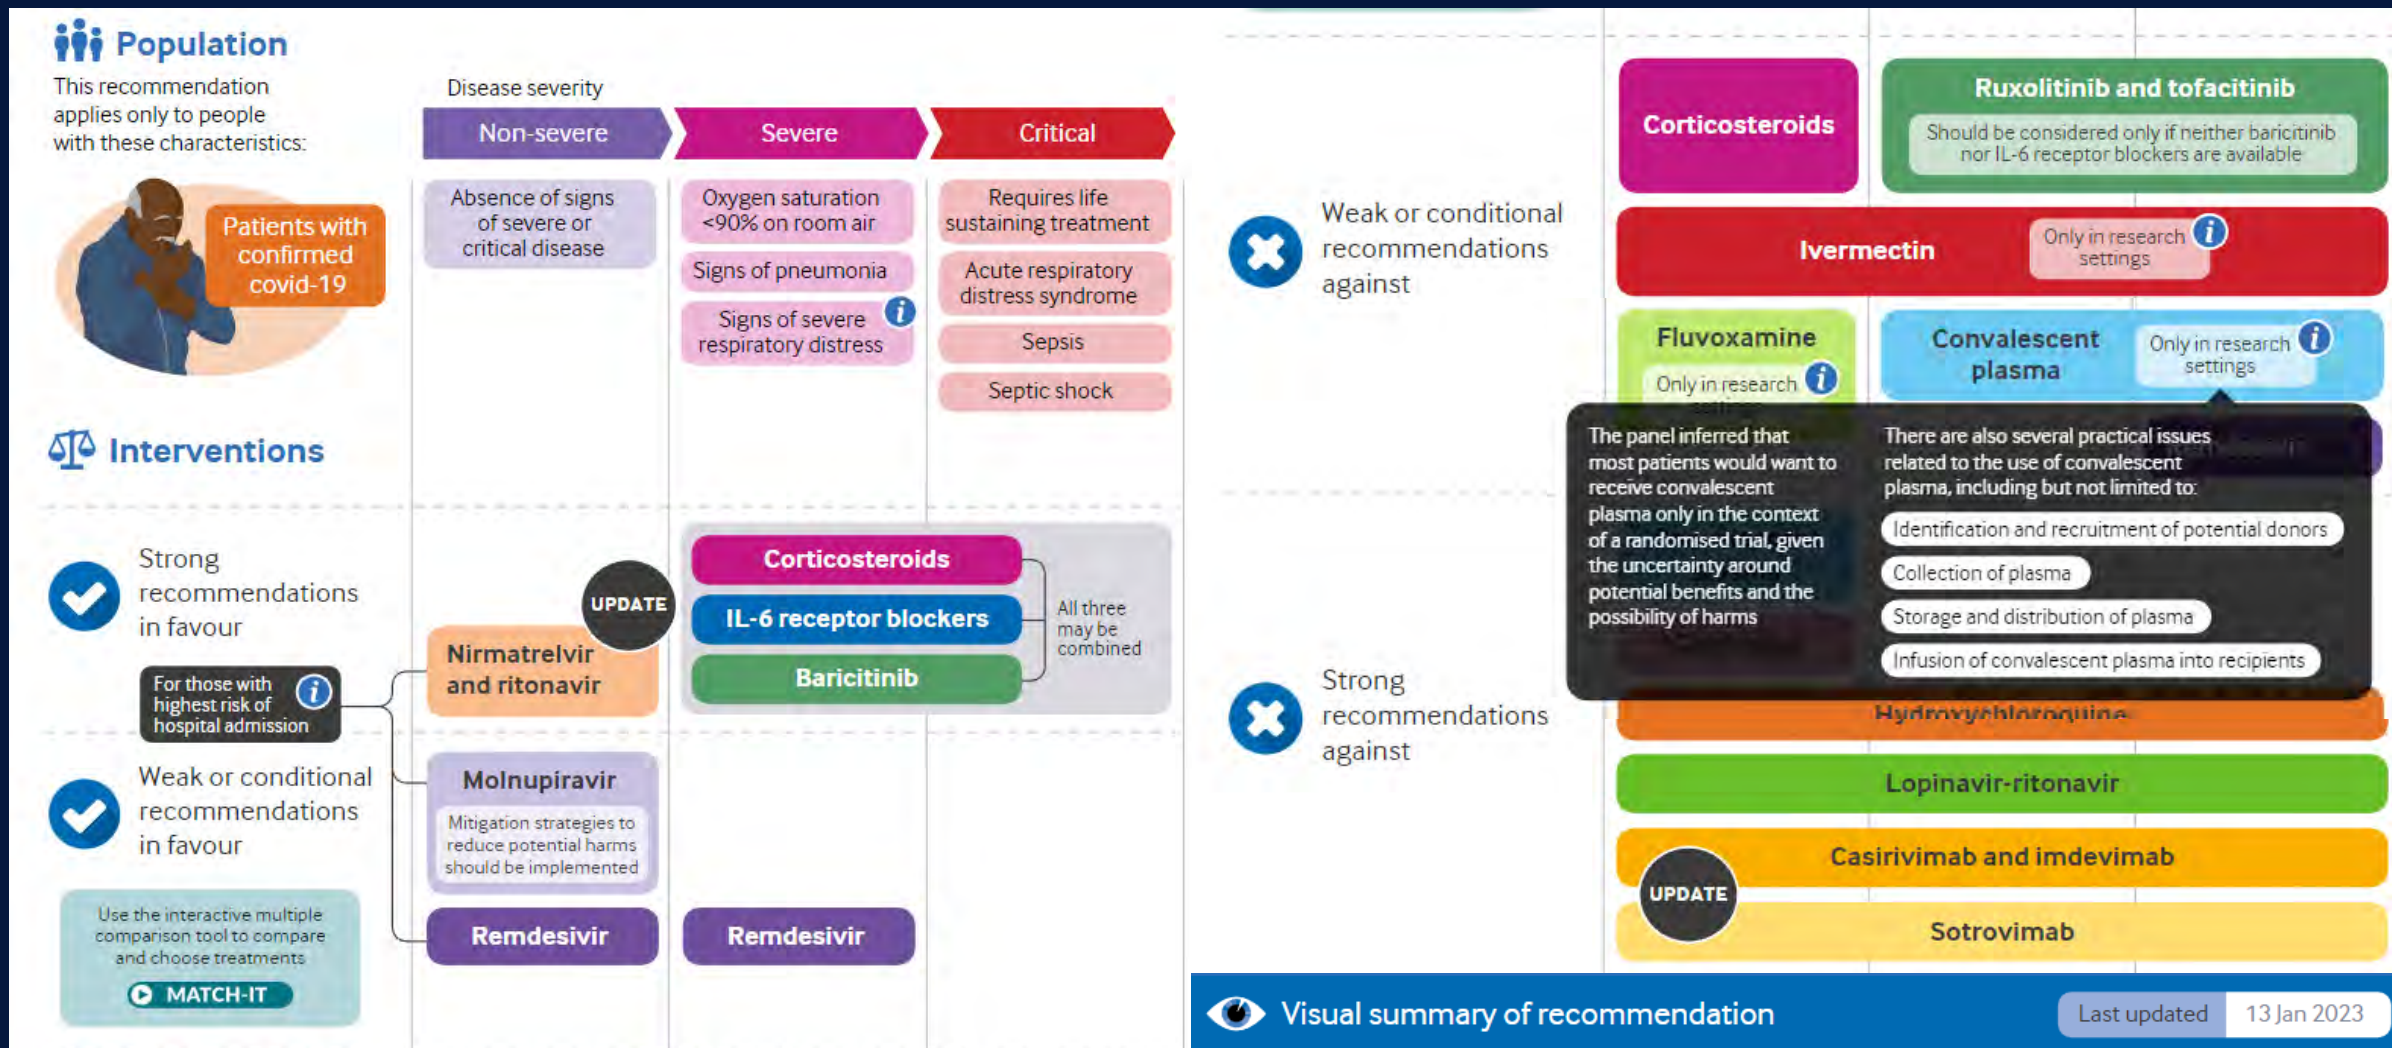 Population
This recommendation
applies only to people
with these characteristics:
Patients with
confirmed
covid-19
Disease severity
Non-severe
Severe
Critical
Absence of signs
of severe or
critical disease
Oxygen saturation
<90% on room air
Signs of pneumonia
Signs of severe
respiratory distress
i
Requires life
sustaining treatment
Acute respiratory
distress syndrome
Sepsis
Septic shock
Interventions
Strong
recommendations
in favour
For those with
highest risk of
hospital admission
i
UPDATE
Nirmatrelvir
and ritonavir
Corticosteroids
IL-6 receptor blockers
Baricitinib
All three
may be
combined
Weak or conditional
recommendations
in favour
Molnupiravir
Mitigation strategies to
reduce potential harms
should be implemented
Remdesivir
Remdesivir
Use the interactive multiple
comparison tool to compare
and choose treatments
MATCH-IT
Weak or conditional
recommendations
against
Corticosteroids
Ruxolitinib and tofacitinib
Should be considered only if neither baricitinib
nor IL-6 receptor blockers are available
Ivermectin
Only in research
settings
i
Fluvoxamine
Only in research
i
Convalescent
plasma
Only in research
settings
i
The panel inferred that
most patients would want to
receive convalescent
plasma only in the context
of a randomised trial, given
the uncertainty around
potential benefits and the
possibility of harms
There are also several practical issues
related to the use of convalescent
plasma, including but not limited to:
Identification and recruitment of potential donors
Collection of plasma
Storage and distribution of plasma
Infusion of convalescent plasma into recipients
Strong
recommendations
against
Hydroxychloroquine
Lopinavir-ritonavir
Casirivimab and imdevimab
UPDATE
Sotrovimab
Visual summary of recommendation
Last updated
13 Jan 2023